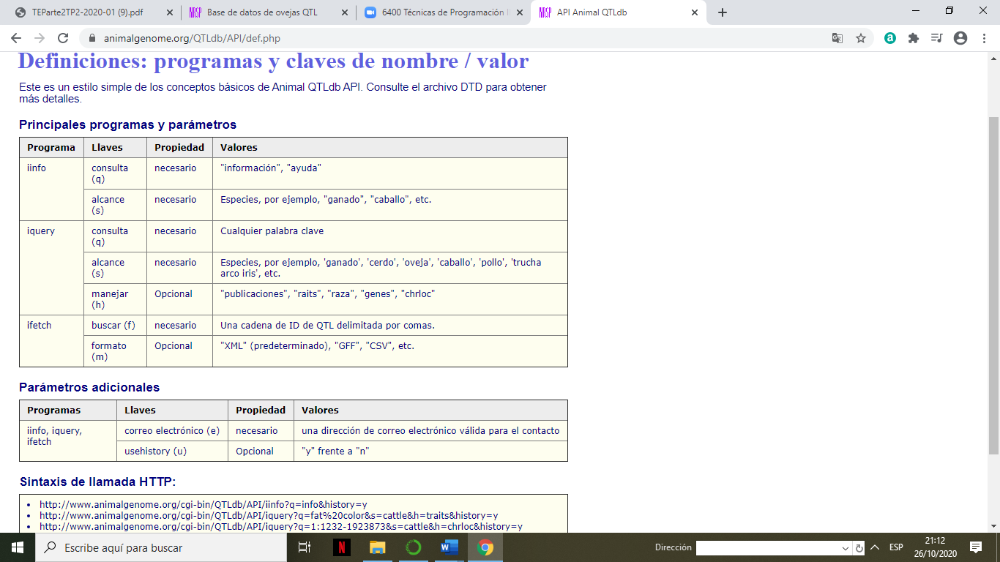 TEParte2TP2-2020-01 (9).pdf
NRSP Base de datos de ovejas QTL
6400 Técnicas de Programación I
NRSP API Animal QTLdb
animalgenome.org/QTLdb/API/def.php
a
Definiciones: programas y claves de nombre / valor
Este es un estilo simple de los conceptos básicos de Animal QTLdb API. Consulte el archivo DTD para obtener
más detalles.
Principales programas y parámetros
Programa Llaves Propiedad Valores
iinfo consulta (q) necesario "información", "ayuda"
alcance (s) necesario Especies, por ejemplo, "ganado", "caballo", etc.
iquery consulta (q) necesario Cualquier palabra clave
alcance (s) necesario Especies, por ejemplo, 'ganado', 'cerdo', 'oveja', 'caballo', 'pollo', 'trucha
arco iris', etc.
manejar (h) Opcional "publicaciones", "raits", "raza", "genes", "chrloc"
ifetch buscar (f) necesario Una cadena de ID de QTL delimitada por comas.
formato (m) Opcional "XML" (predeterminado), "GFF", "CSV", etc.
Parámetros adicionales
Programas Llaves Propiedad Valores
iinfo, iquery, ifetch correo electrónico (e) necesario una dirección de correo electrónico válida para el contacto
usehistory (u) Opcional "y" frente a "n"
Sintaxis de llamada HTTP:
• http://www.animalgenome.org/cgi-bin/QTLdb/API/iinfo?q=info&history=y
• http://www.animalgenome.org/cgi-bin/QTLdb/API/iquery?q=fat%20color&s=cattle&h=traits&history=y
• http://www.animalgenome.org/cgi-bin/QTLdb/API/iquery?q=1:1232-1923873&s=cattle&h=chrloc&history=y
Escribe aquí para buscar
N
W
Dirección
ESP
21:12
26/10/2020